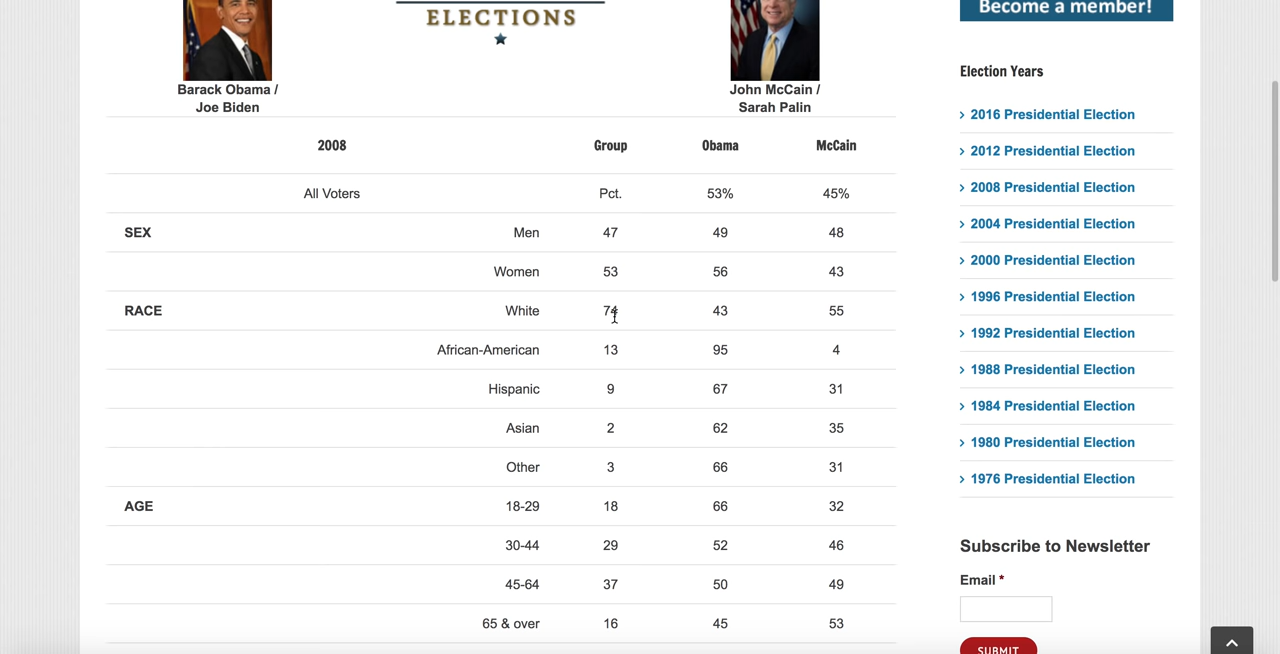 Become a member!
ELECTIONS
Barack Obama /
Joe Biden
John McCain /
Sarah Palin
2008 Group Obama McCain
All Voters Pct. 53% 45%
SEX Men 47 49 48
Women 53 56 43
RACE White 74 43 55
African-American 13 95 4
Hispanic 9 67 31
Asian 2 62 35
Other 3 66 31
AGE 18-29 18 66 32
30-44 29 52 46
45-64 37 50 49
65 & over 16 45 53
Election Years
2016 Presidential Election
2012 Presidential Election
2008 Presidential Election
2004 Presidential Election
2000 Presidential Election
1996 Presidential Election
1992 Presidential Election
1988 Presidential Election
1984 Presidential Election
1980 Presidential Election
1976 Presidential Election
Subscribe to Newsletter
Email *
SUBMIT